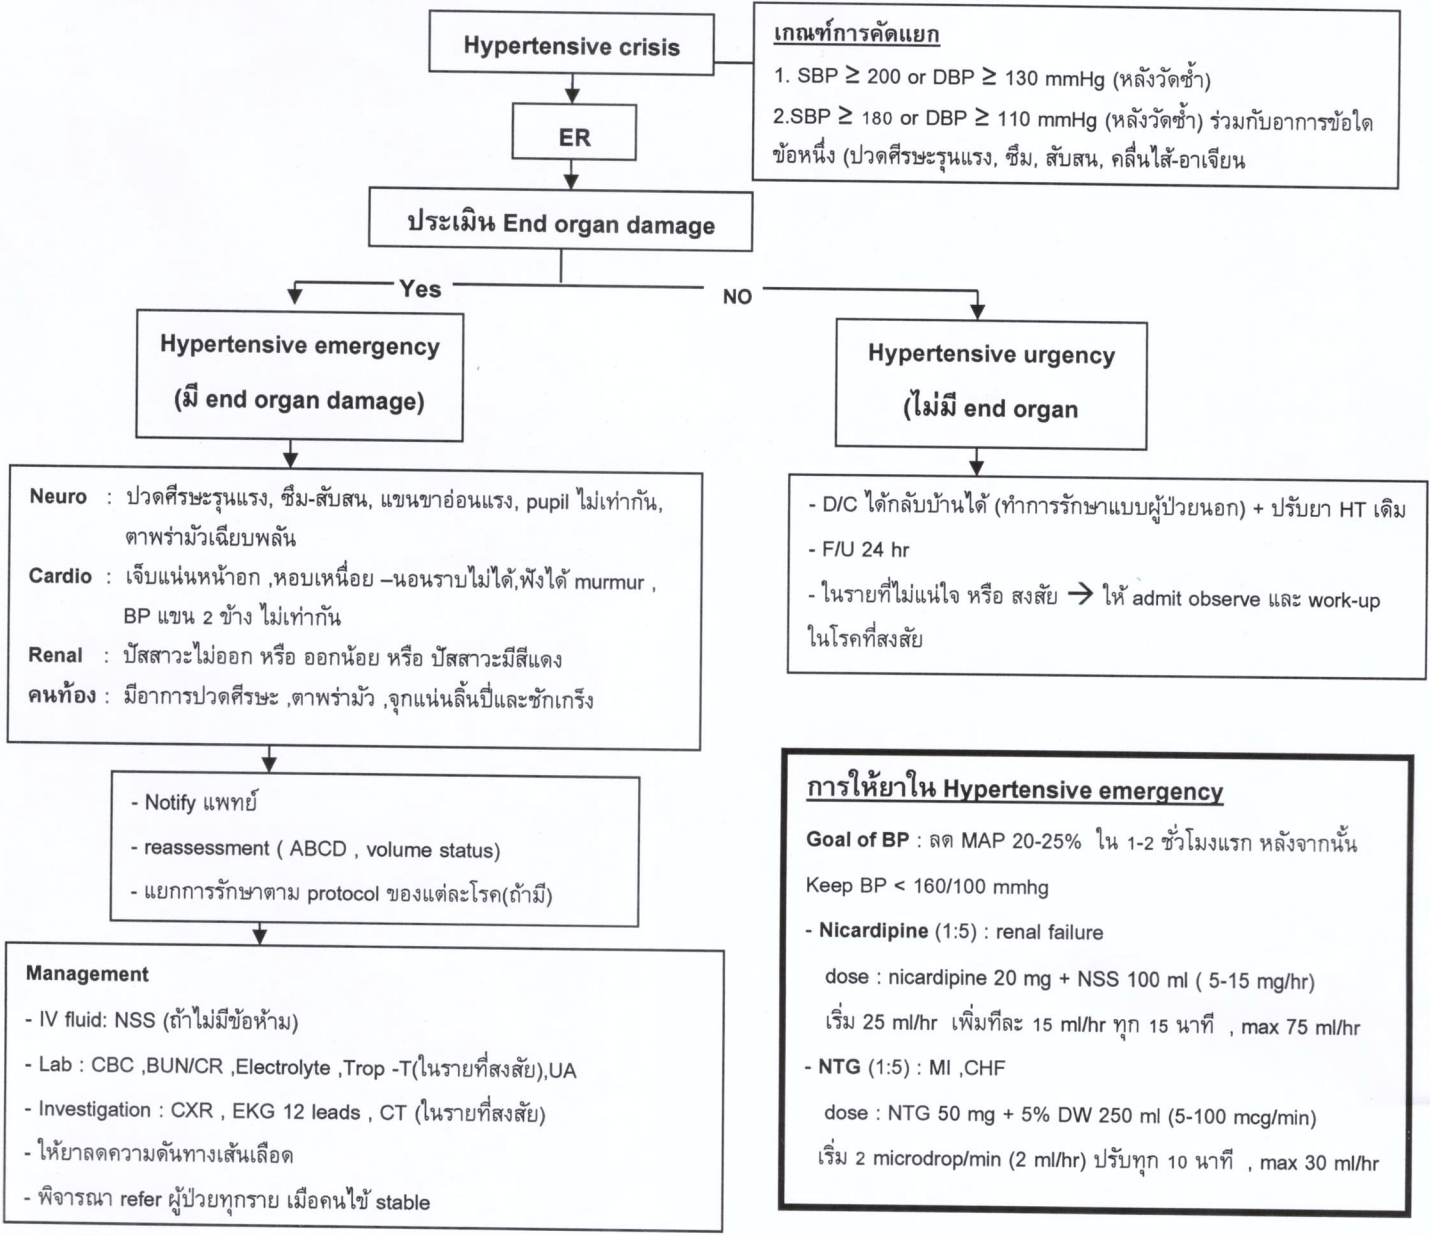 Hypertensive crisis
เกณฑ์การคัดแยก
1. SBP ≥ 200 or DBP ≥ 130 mmHg (หลังวัดซ้ำ)
2.SBP ≥ 180 or DBP ≥ 110 mmHg (หลังวัดซ้ำ) ร่วมกับอาการข้อใด
ข้อหนึ่ง (ปวดศีรษะรุนแรง, ซึม, สับสน, คลื่นไส้-อาเจียน
ER
ประเมิน End organ damage
Yes
NO
Hypertensive emergency
(มี end organ damage)
Hypertensive urgency
(ไม่มี end organ
Neuro : ปวดศีรษะรุนแรง, ซึม-สับสน, แขนขาอ่อนแรง, pupil ไม่เท่ากัน,
ตาพร่ามัวเฉียบพลัน
Cardio : เจ็บแน่นหน้าอก ,หอบเหนื่อย –นอนราบไม่ได้,ฟังได้ murmur ,
BP แขน 2 ข้าง ไม่เท่ากัน
Renal : ปัสสาวะไม่ออก หรือ ออกน้อย หรือ ปัสสาวะมีสีแดง
คนท้อง : มีอาการปวดศีรษะ ,ตาพร่ามัว ,จุกแน่นลิ้นปี่และชักเกร็ง
- D/C ได้กลับบ้านได้ (ทำการรักษาแบบผู้ป่วยนอก) + ปรับยา HT เดิม
- F/U 24 hr
- ในรายที่ไม่แน่ใจ หรือ สงสัย → ให้ admit observe และ work-up
ในโรคที่สงสัย
- Notify แพทย์
- reassessment ( ABCD , volume status)
- แยกการรักษาตาม protocol ของแต่ละโรค(ถ้ามี)
Management
- IV fluid: NSS (ถ้าไม่มีข้อห้าม)
- Lab : CBC ,BUN/CR ,Electrolyte ,Trop -T(ในรายที่สงสัย),UA
- Investigation : CXR , EKG 12 leads , CT (ในรายที่สงสัย)
- ให้ยาลดความดันทางเส้นเลือด
- พิจารณา refer ผู้ป่วยทุกราย เมื่อคนไข้ stable
การให้ยาใน Hypertensive emergency
Goal of BP : ลด MAP 20-25% ใน 1-2 ชั่วโมงแรก หลังจากนั้น
Keep BP < 160/100 mmhg
- Nicardipine (1:5) : renal failure
dose : nicardipine 20 mg + NSS 100 ml ( 5-15 mg/hr)
เริ่ม 25 ml/hr เพิ่มทีละ 15 ml/hr ทุก 15 นาที , max 75 ml/hr
- NTG (1:5) : MI ,CHF
dose : NTG 50 mg + 5% DW 250 ml (5-100 mcg/min)
เริ่ม 2 microdrop/min (2 ml/hr) ปรับทุก 10 นาที , max 30 ml/hr